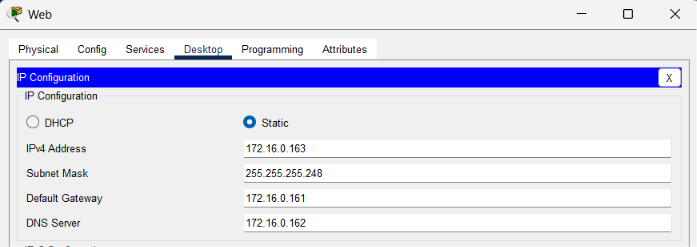 Web
Physical Config Services Desktop Programming Attributes
IP Configuration X
IP Configuration
DHCP Static
IPv4 Address 172.16.0.163
Subnet Mask 255.255.255.248
Default Gateway 172.16.0.161
DNS Server 172.16.0.162